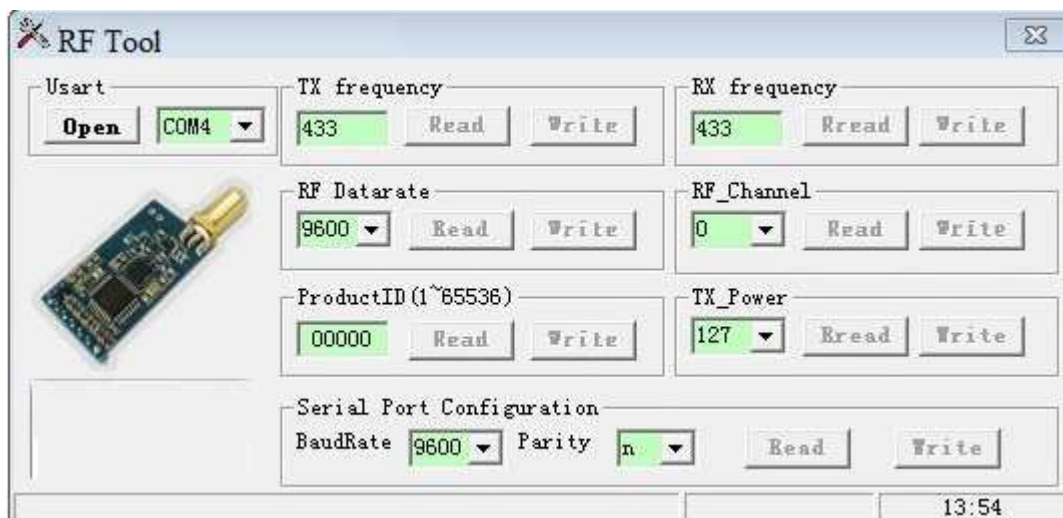 RF Tool
Usart
Open COM4
TX frequency
433 Read Write
RX frequency
433 Rread Write
RF Datarate
9600 Read Write
RF_Channel
0 Read Write
ProductID(1~65536)
00000 Read Write
TX_Power
127 Bread Write
Serial Port Configuration
BaudRate 9600 Parity n Read Write
13:54